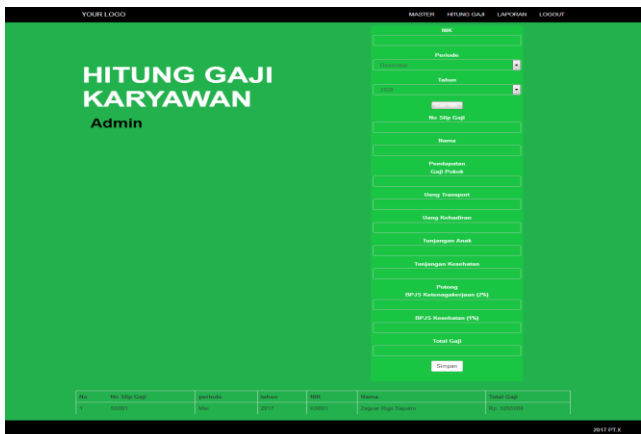 YOUR LOGO
MASTER HITUNG GAJI LAPORAN LOGOUT
HITUNG GAJI
KARYAWAN
Admin
NIK
Periode
Desember
Tahun
No Slip Gaji
Nama
Pendapatan
Gaji Pokok
Uang Transport
Uang Kehadiran
Tunjangan Anak
Tunjangan Kesehatan
Potong
BPJS Ketenagakerjaan (2%)
BPJS Kesehatan (1%)
Total Gaji
Simpan
No No Slip Gaji periode tahun NIK Nama Total Gaji
1 Mei 2017
2017 PT.X